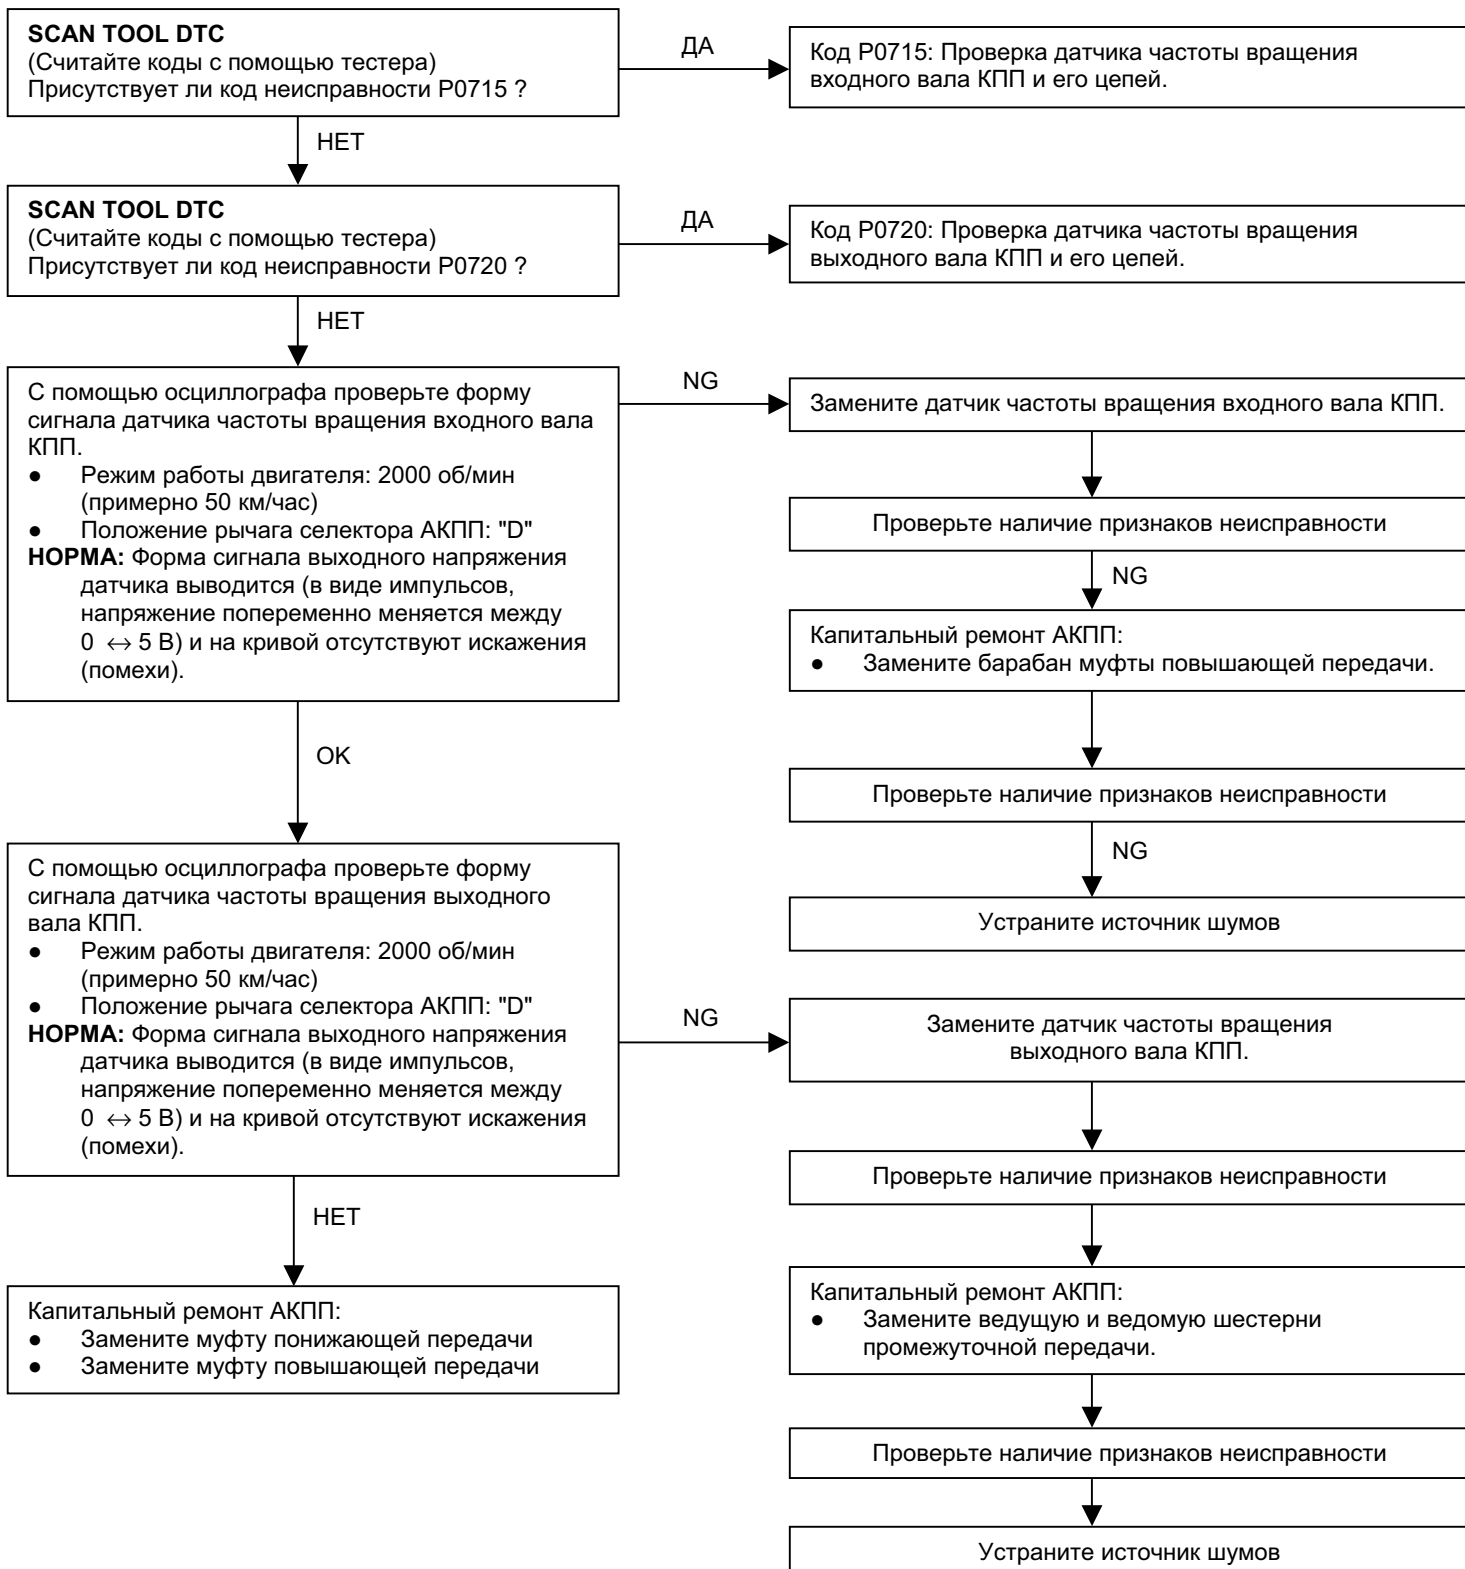 SCAN TOOL DTC
(Считайте коды с помощью тестера)
Присутствует ли код неисправности P0715 ?
ДА
Код P0715: Проверка датчика частоты вращения
входного вала КПП и его цепей.
НЕТ
SCAN TOOL DTC
(Считайте коды с помощью тестера)
Присутствует ли код неисправности P0720 ?
ДА
Код P0720: Проверка датчика частоты вращения
выходного вала КПП и его цепей.
НЕТ
С помощью осциллографа проверьте форму
сигнала датчика частоты вращения входного вала
КПП.
● Режим работы двигателя: 2000 об/мин
(примерно 50 км/час)
● Положение рычага селектора АКПП: "D"
НОРМА: Форма сигнала выходного напряжения
датчика выводится (в виде импульсов,
напряжение попеременно меняется между
0 ↔ 5 В) и на кривой отсутствуют искажения
(помехи).
NG
Замените датчик частоты вращения входного вала КПП.
Проверьте наличие признаков неисправности
NG
Капитальный ремонт АКПП:
● Замените барабан муфты повышающей передачи.
Проверьте наличие признаков неисправности
NG
Устраните источник шумов
OK
С помощью осциллографа проверьте форму
сигнала датчика частоты вращения выходного
вала КПП.
● Режим работы двигателя: 2000 об/мин
(примерно 50 км/час)
● Положение рычага селектора АКПП: "D"
НОРМА: Форма сигнала выходного напряжения
датчика выводится (в виде импульсов,
напряжение попеременно меняется между
0 ↔ 5 В) и на кривой отсутствуют искажения
(помехи).
NG
Замените датчик частоты вращения
выходного вала КПП.
Проверьте наличие признаков неисправности
Капитальный ремонт АКПП:
● Замените ведущую и ведомую шестерни
промежуточной передачи.
Проверьте наличие признаков неисправности
Устраните источник шумов
НЕТ
Капитальный ремонт АКПП:
● Замените муфту понижающей передачи
● Замените муфту повышающей передачи